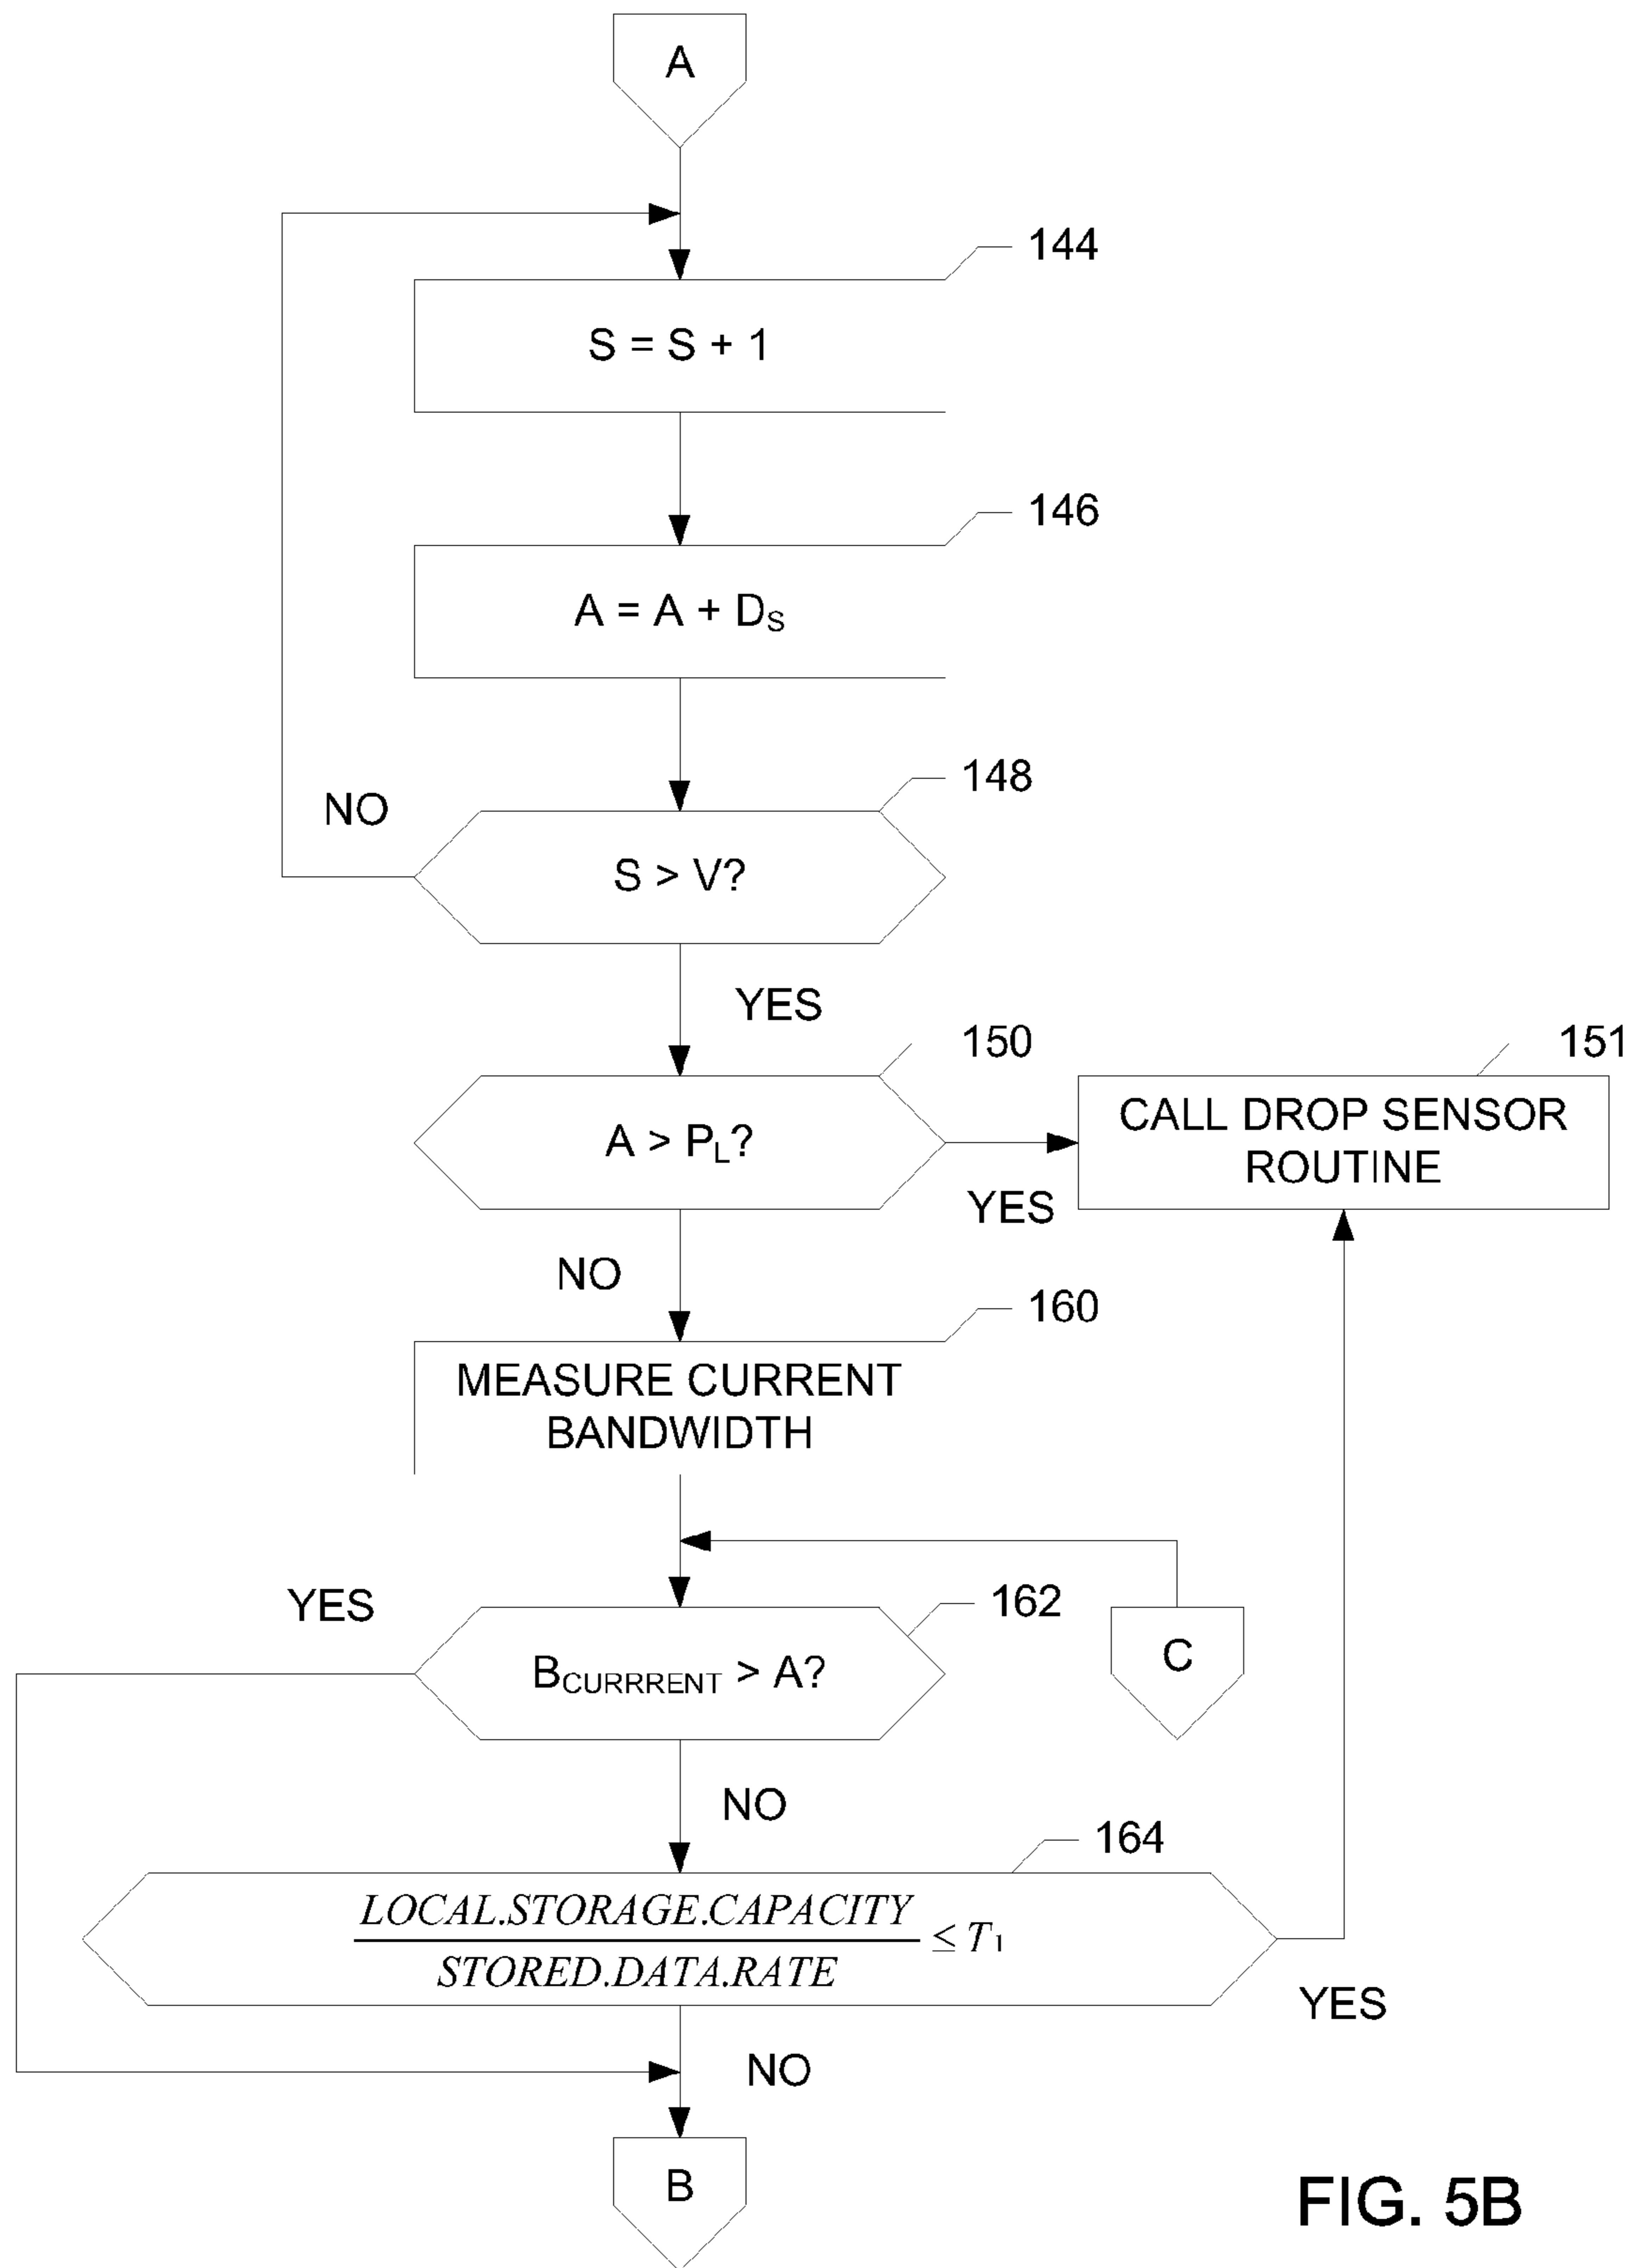 A
144
S = S + 1
146
A = A + DS
148
NO
S > V?
YES
150
151
A > PL?
CALL DROP SENSOR
ROUTINE
YES
NO
160
MEASURE CURRENT
BANDWIDTH
YES
162
BCURRRENT > A?
C
NO
164
LOCAL.STORAGE.CAPACITY
STORED.DATA.RATE
≤ T1
YES
NO
B
FIG. 5B